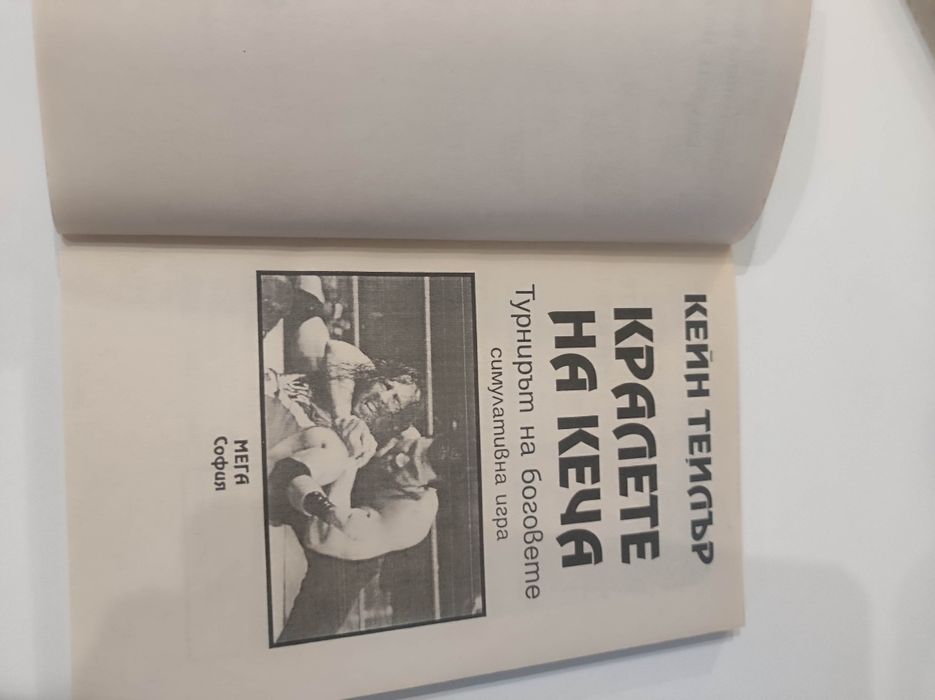 КЕЙН ТЕЙЛЪР
КРАЛЕТЕ
НА КЕЧА
Турнирът на боговете
симулативна игра
МЕГА
София